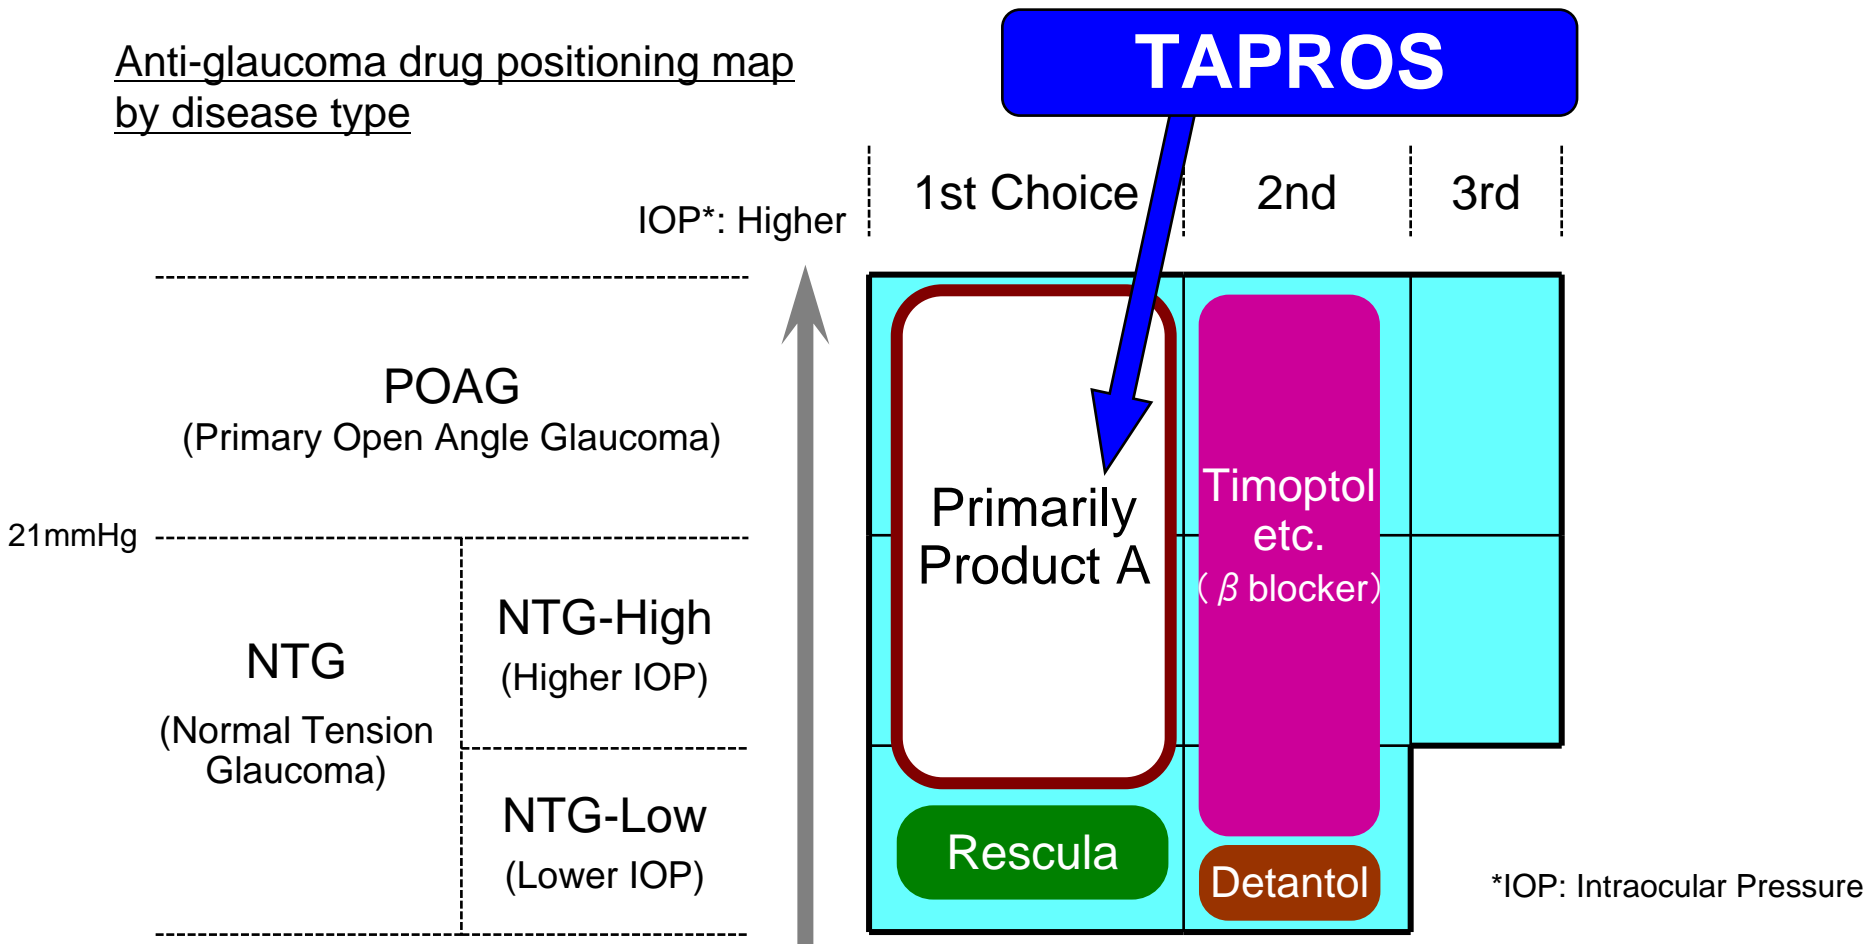 Anti-glaucoma drug positioning map
by disease type
TAPROS
IOP*: Higher
1st Choice
2nd
3rd
POAG
(Primary Open Angle Glaucoma)
21mmHg
NTG
(Normal Tension
Glaucoma)
NTG-High
(Higher IOP)
NTG-Low
(Lower IOP)
Primarily
Product A
Rescula
Timoptol
etc.
(β blocker)
Detantol
*IOP: Intraocular Pressure